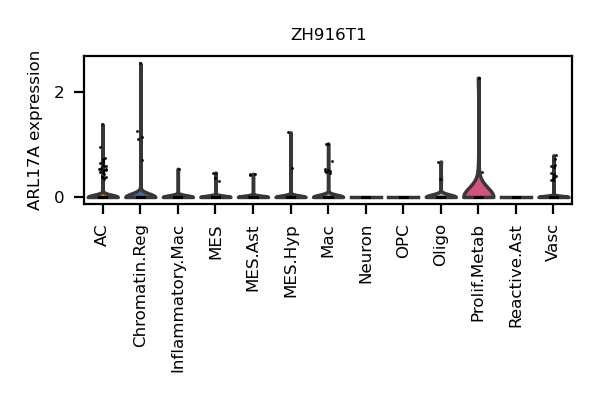 ZH916T1
ARL17A expression
2
0
AC
Chromatin.Reg
Inflammatory.Mac
MES
MES.Ast
MES.Hyp
Mac
Neuron
OPC
Oligo
Prolif.Metab
Reactive.Ast
Vasc